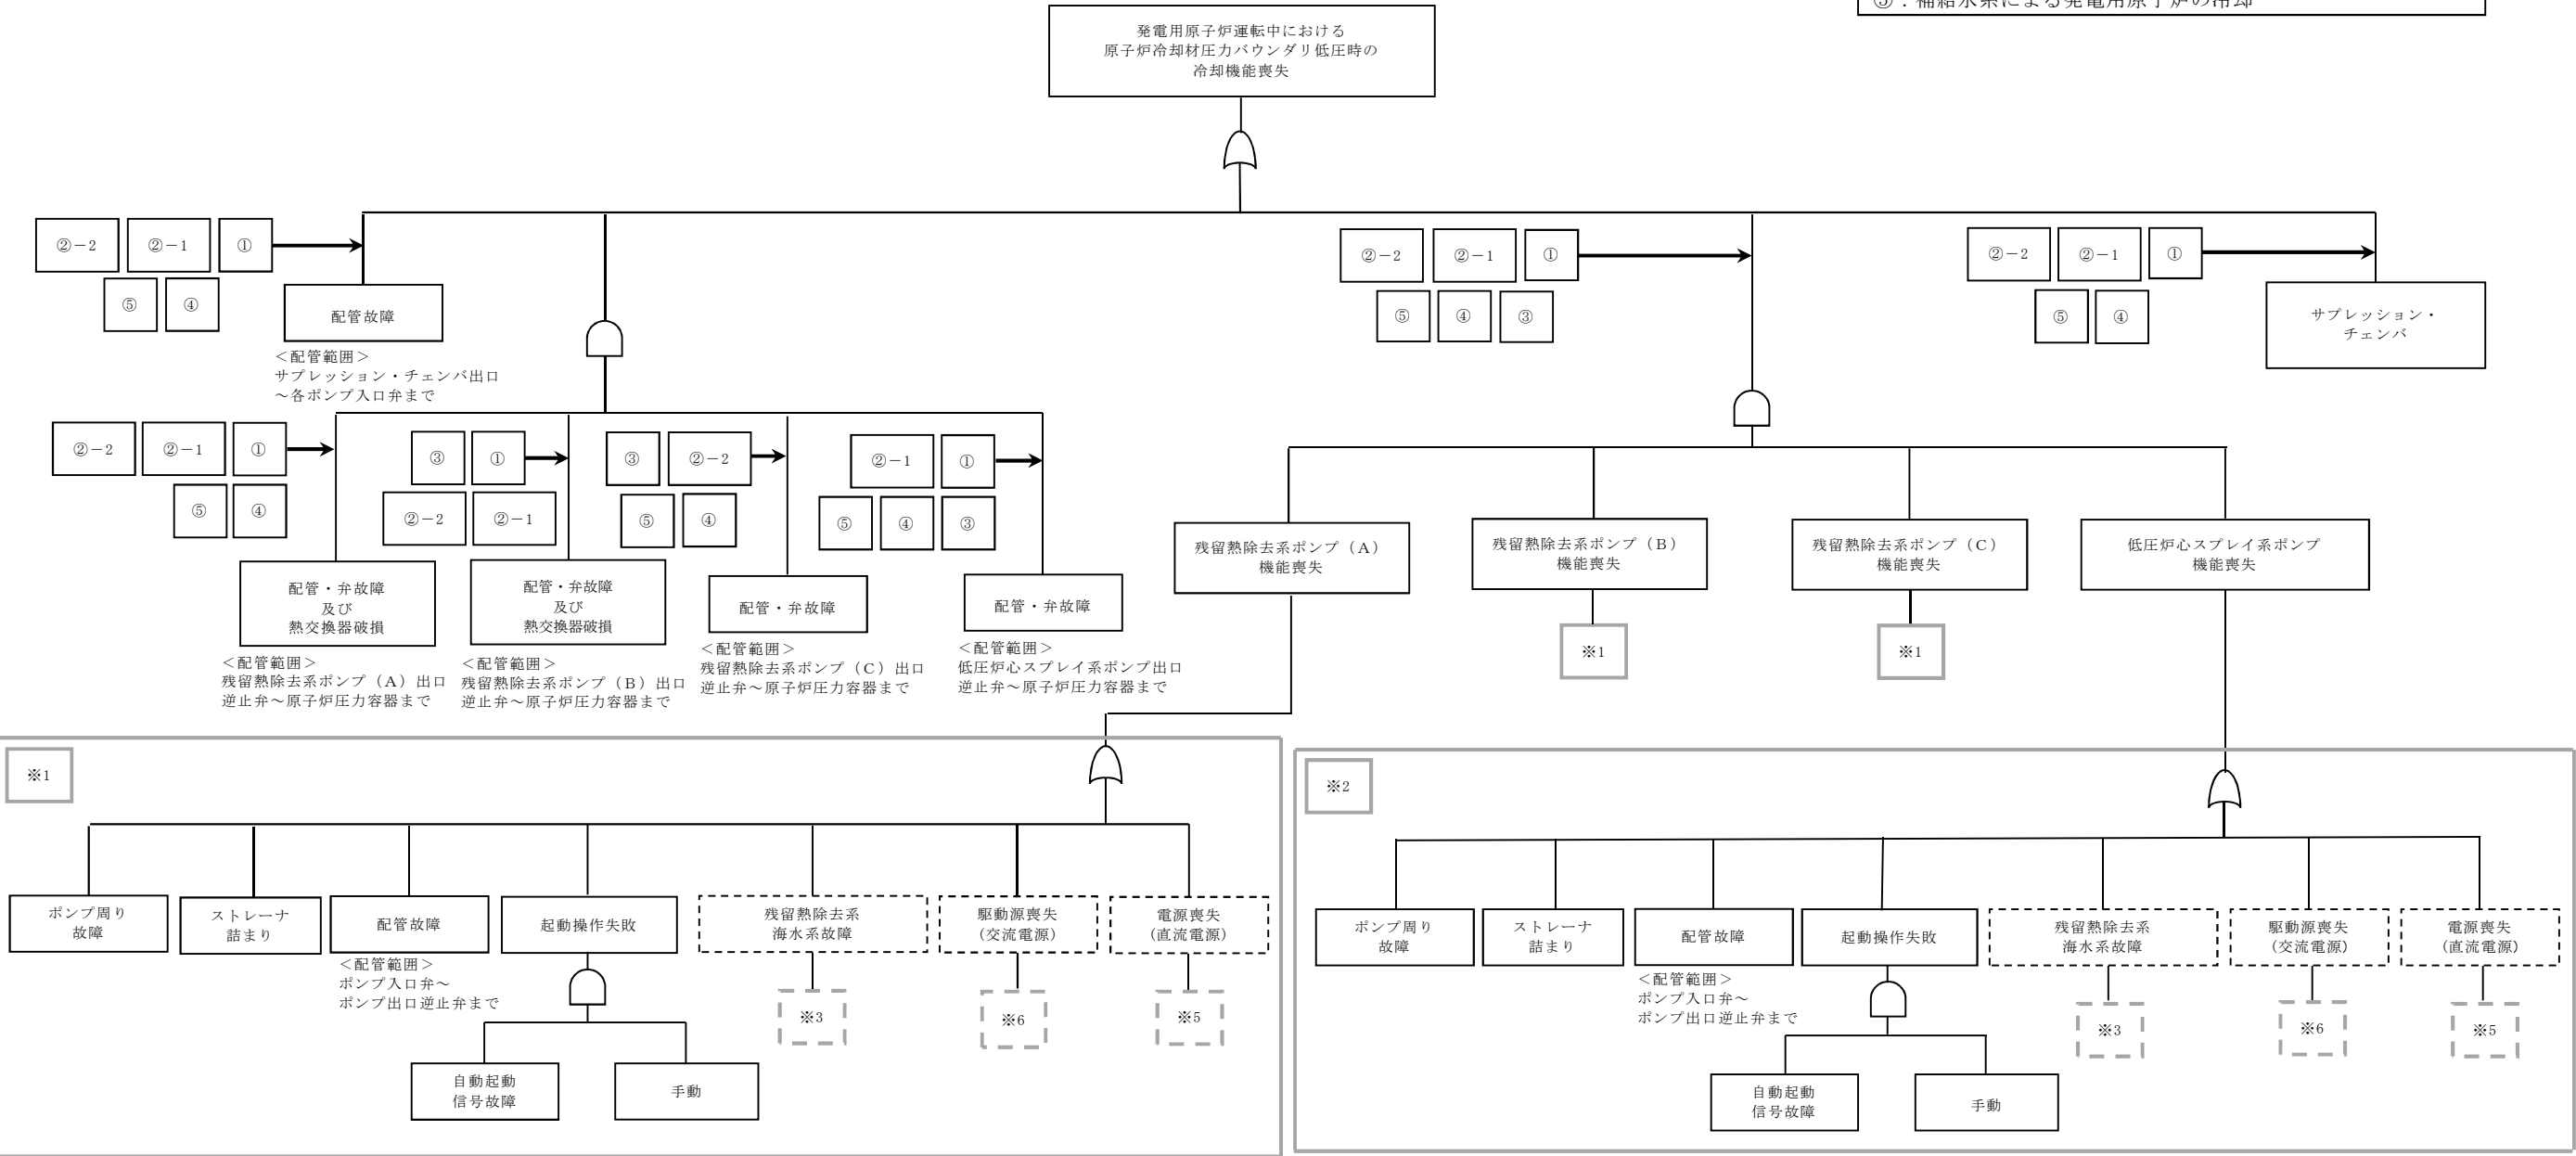 ⑤：補給水系による発電用原子炉の冷却
発電用原子炉運転中における
原子炉冷却材圧力バウンダリ低圧時の
冷却機能喪失
②－2
②－1
①
⑤
④
配管故障
＜配管範囲＞
サプレッション・チェンバ出口
～各ポンプ入口弁まで
②－2
②－1
①
⑤
④
③
②－2
②－1
①
⑤
④
サプレッション・
チェンバ
②－2
②－1
①
⑤
④
③
①
②－2
②－1
③
②－2
⑤
④
②－1
①
⑤
④
③
配管・弁故障
及び
熱交換器破損
＜配管範囲＞
残留熱除去系ポンプ（A）出口
逆止弁～原子炉圧力容器まで
配管・弁故障
及び
熱交換器破損
＜配管範囲＞
残留熱除去系ポンプ（B）出口
逆止弁～原子炉圧力容器まで
配管・弁故障
＜配管範囲＞
残留熱除去系ポンプ（C）出口
逆止弁～原子炉圧力容器まで
配管・弁故障
＜配管範囲＞
低圧炉心スプレイ系ポンプ出口
逆止弁～原子炉圧力容器まで
残留熱除去系ポンプ（A）
機能喪失
残留熱除去系ポンプ（B）
機能喪失
※1
残留熱除去系ポンプ（C）
機能喪失
※1
低圧炉心スプレイ系ポンプ
機能喪失
※1
ポンプ周り
故障
ストレーナ
詰まり
配管故障
＜配管範囲＞
ポンプ入口弁～
ポンプ出口逆止弁まで
起動操作失敗
自動起動
信号故障
手動
残留熱除去系
海水系故障
※3
駆動源喪失
（交流電源）
※6
電源喪失
（直流電源）
※5
※2
ポンプ周り
故障
ストレーナ
詰まり
配管故障
＜配管範囲＞
ポンプ入口弁～
ポンプ出口逆止弁まで
起動操作失敗
自動起動
信号故障
手動
残留熱除去系
海水系故障
※3
駆動源喪失
（交流電源）
※6
電源喪失
（直流電源）
※5